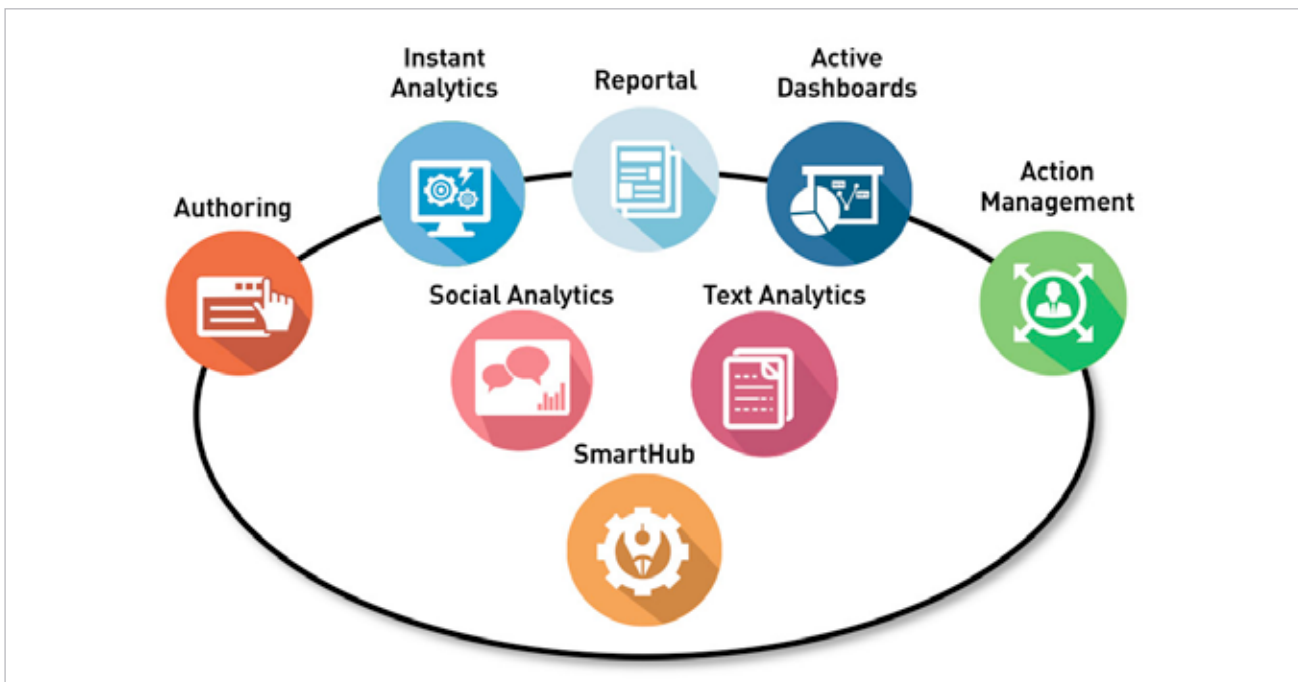 Instant
Analytics
Reportal
Active
Dashboards
Authoring
Action
Management
Social Analytics
Text Analytics
SmartHub